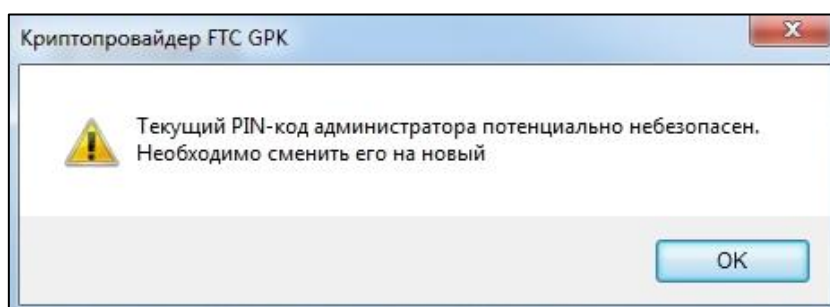 Криптопровайдер FTC GPK
Текущий PIN-код администратора потенциально небезопасен.
Необходимо сменить его на новый
OK